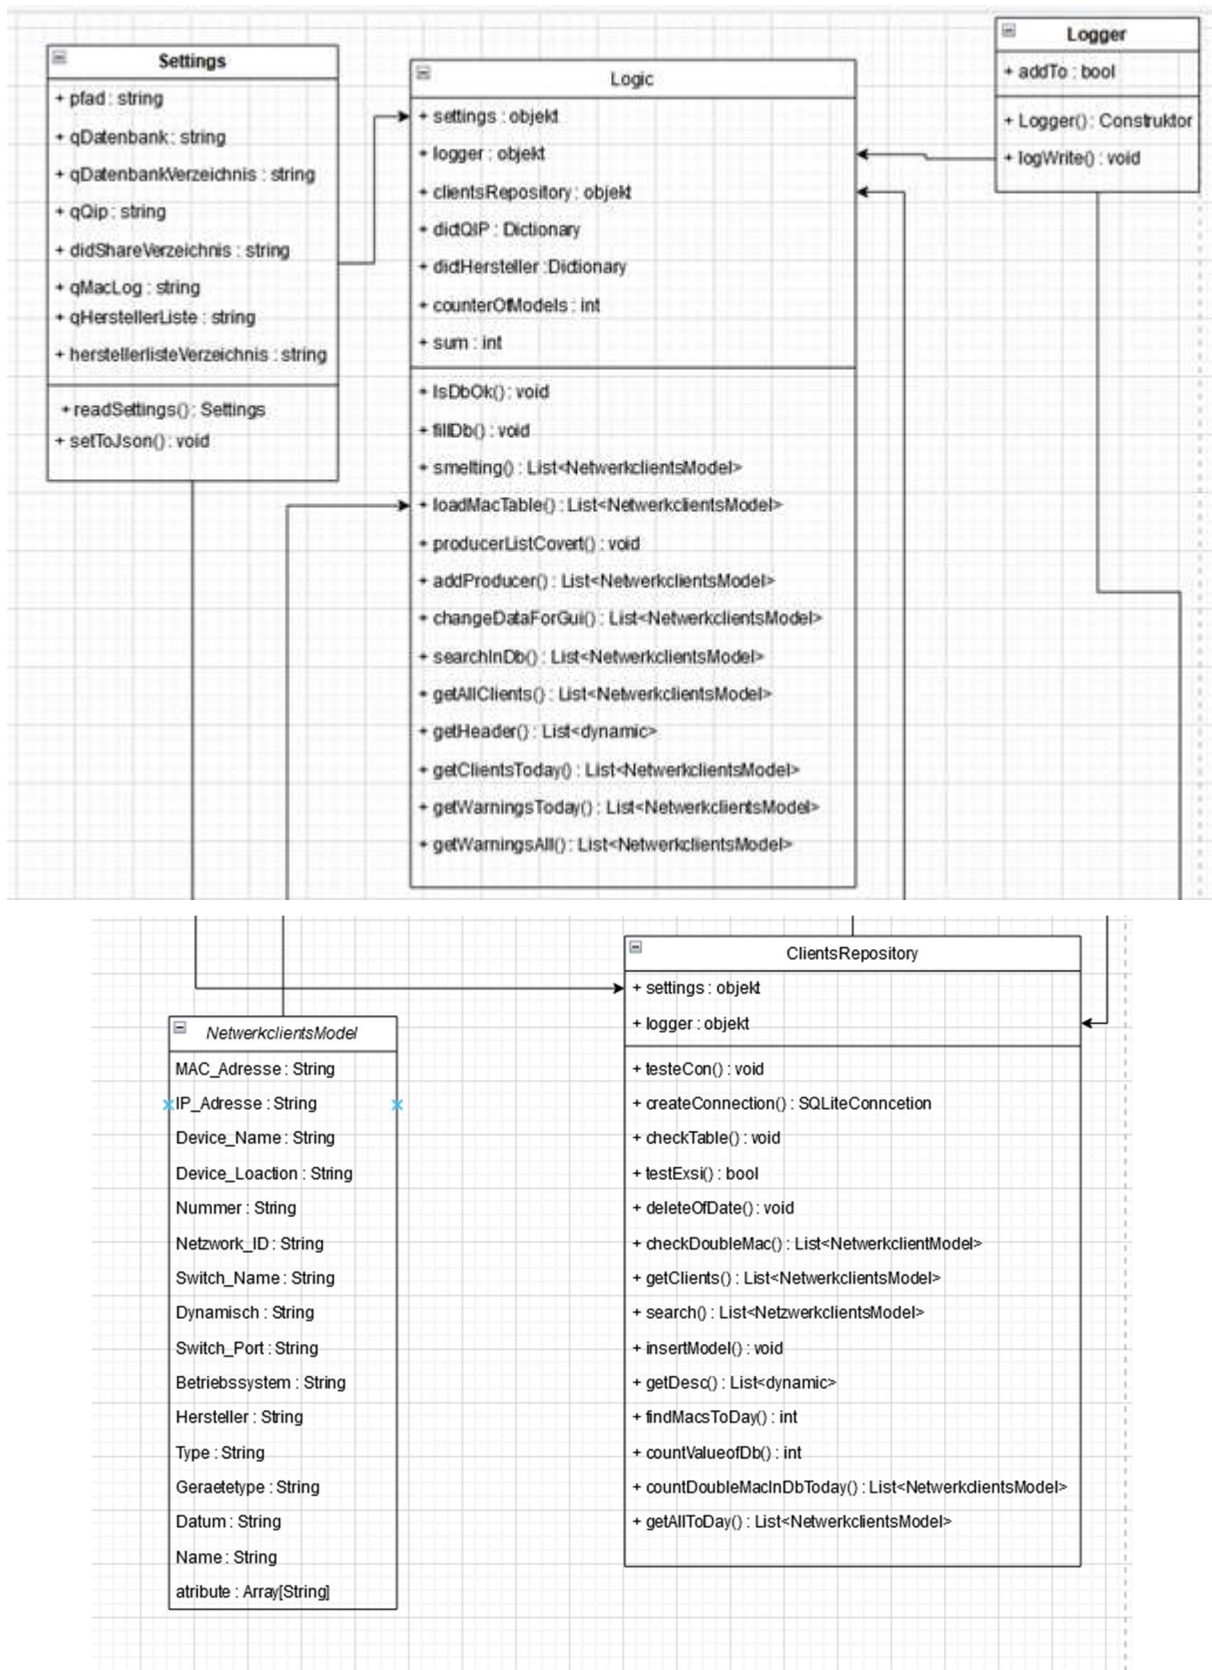 Settings
+ pfad : string
+ qDatenbank : string
+ qDatenbankVerzeichnis : string
+ qQip : string
+ didShareVerzeichnis : string
+ qMacLog : string
+ qHerstellerListe : string
+ herstellerlisteVerzeichnis : string
+ readSettings() : Settings
+ setToJson() : void
Logic
+ settings : objekt
+ logger : objekt
+ clientsRepository : objekt
+ dictQIP : Dictionary
+ dictHersteller :Dictionary
+ counterOfModels : int
+ sum : int
+ IsDbOk() : void
+ fillDb() : void
+ smelting() : List<NetwerkclientsModel>
+ loadMacTable() : List<NetwerkclientsModel>
+ producerListCovert() : void
+ addProducer() : List<NetwerkclientsModel>
+ changeDataForGui() : List<NetwerkclientsModel>
+ searchInDb() : List<NetwerkclientsModel>
+ getAllClients() : List<NetwerkclientsModel>
+ getHeader() : List<dynamic>
+ getClientsToday() : List<NetwerkclientsModel>
+ getWarningsToday() : List<NetwerkclientsModel>
+ getWarningsAll() : List<NetwerkclientsModel>
Logger
+ addTo : bool
+ Logger() : Construktor
+ logWrite() : void
NetwerkclientsModel
MAC_Adresse : String
IP_Adresse : String
Device_Name : String
Device_Loaction : String
Nummer : String
Netzwork_ID : String
Switch_Name : String
Dynamisch : String
Switch_Port : String
Betriebssystem : String
Hersteller : String
Type : String
Geraetetype : String
Datum : String
Name : String
atribute : Array[String]
ClientsRepository
+ settings : objekt
+ logger : objekt
+ testeCon() : void
+ createConnection() : SQLiteConncetion
+ checkTable() : void
+ testExsi() : bool
+ deleteOfDate() : void
+ checkDoubleMac() : List<NetwerkclientModel>
+ getClients() : List<NetwerkclientsModel>
+ search() : List<NetzwerkclientsModel>
+ insertModel() : void
+ getDesc() : List<dynamic>
+ findMacsToDay() : int
+ countValueofDb() : int
+ countDoubleMacInDbToday() : List<NetwerkclientsModel>
+ getAllToDay() : List<NetwerkclientsModel>